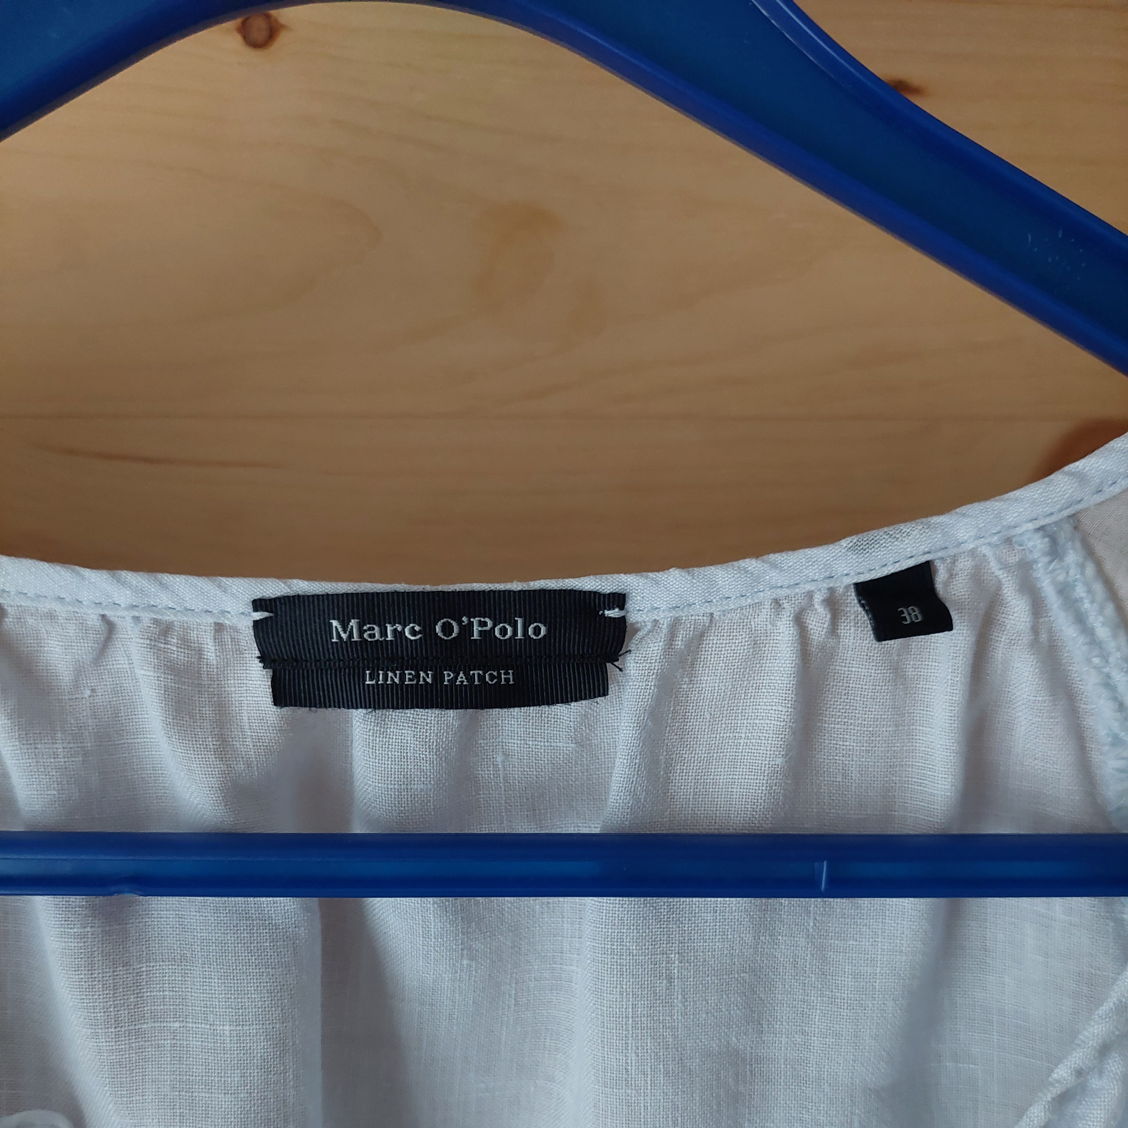 Marc O'Polo
LINEN PATCH
38